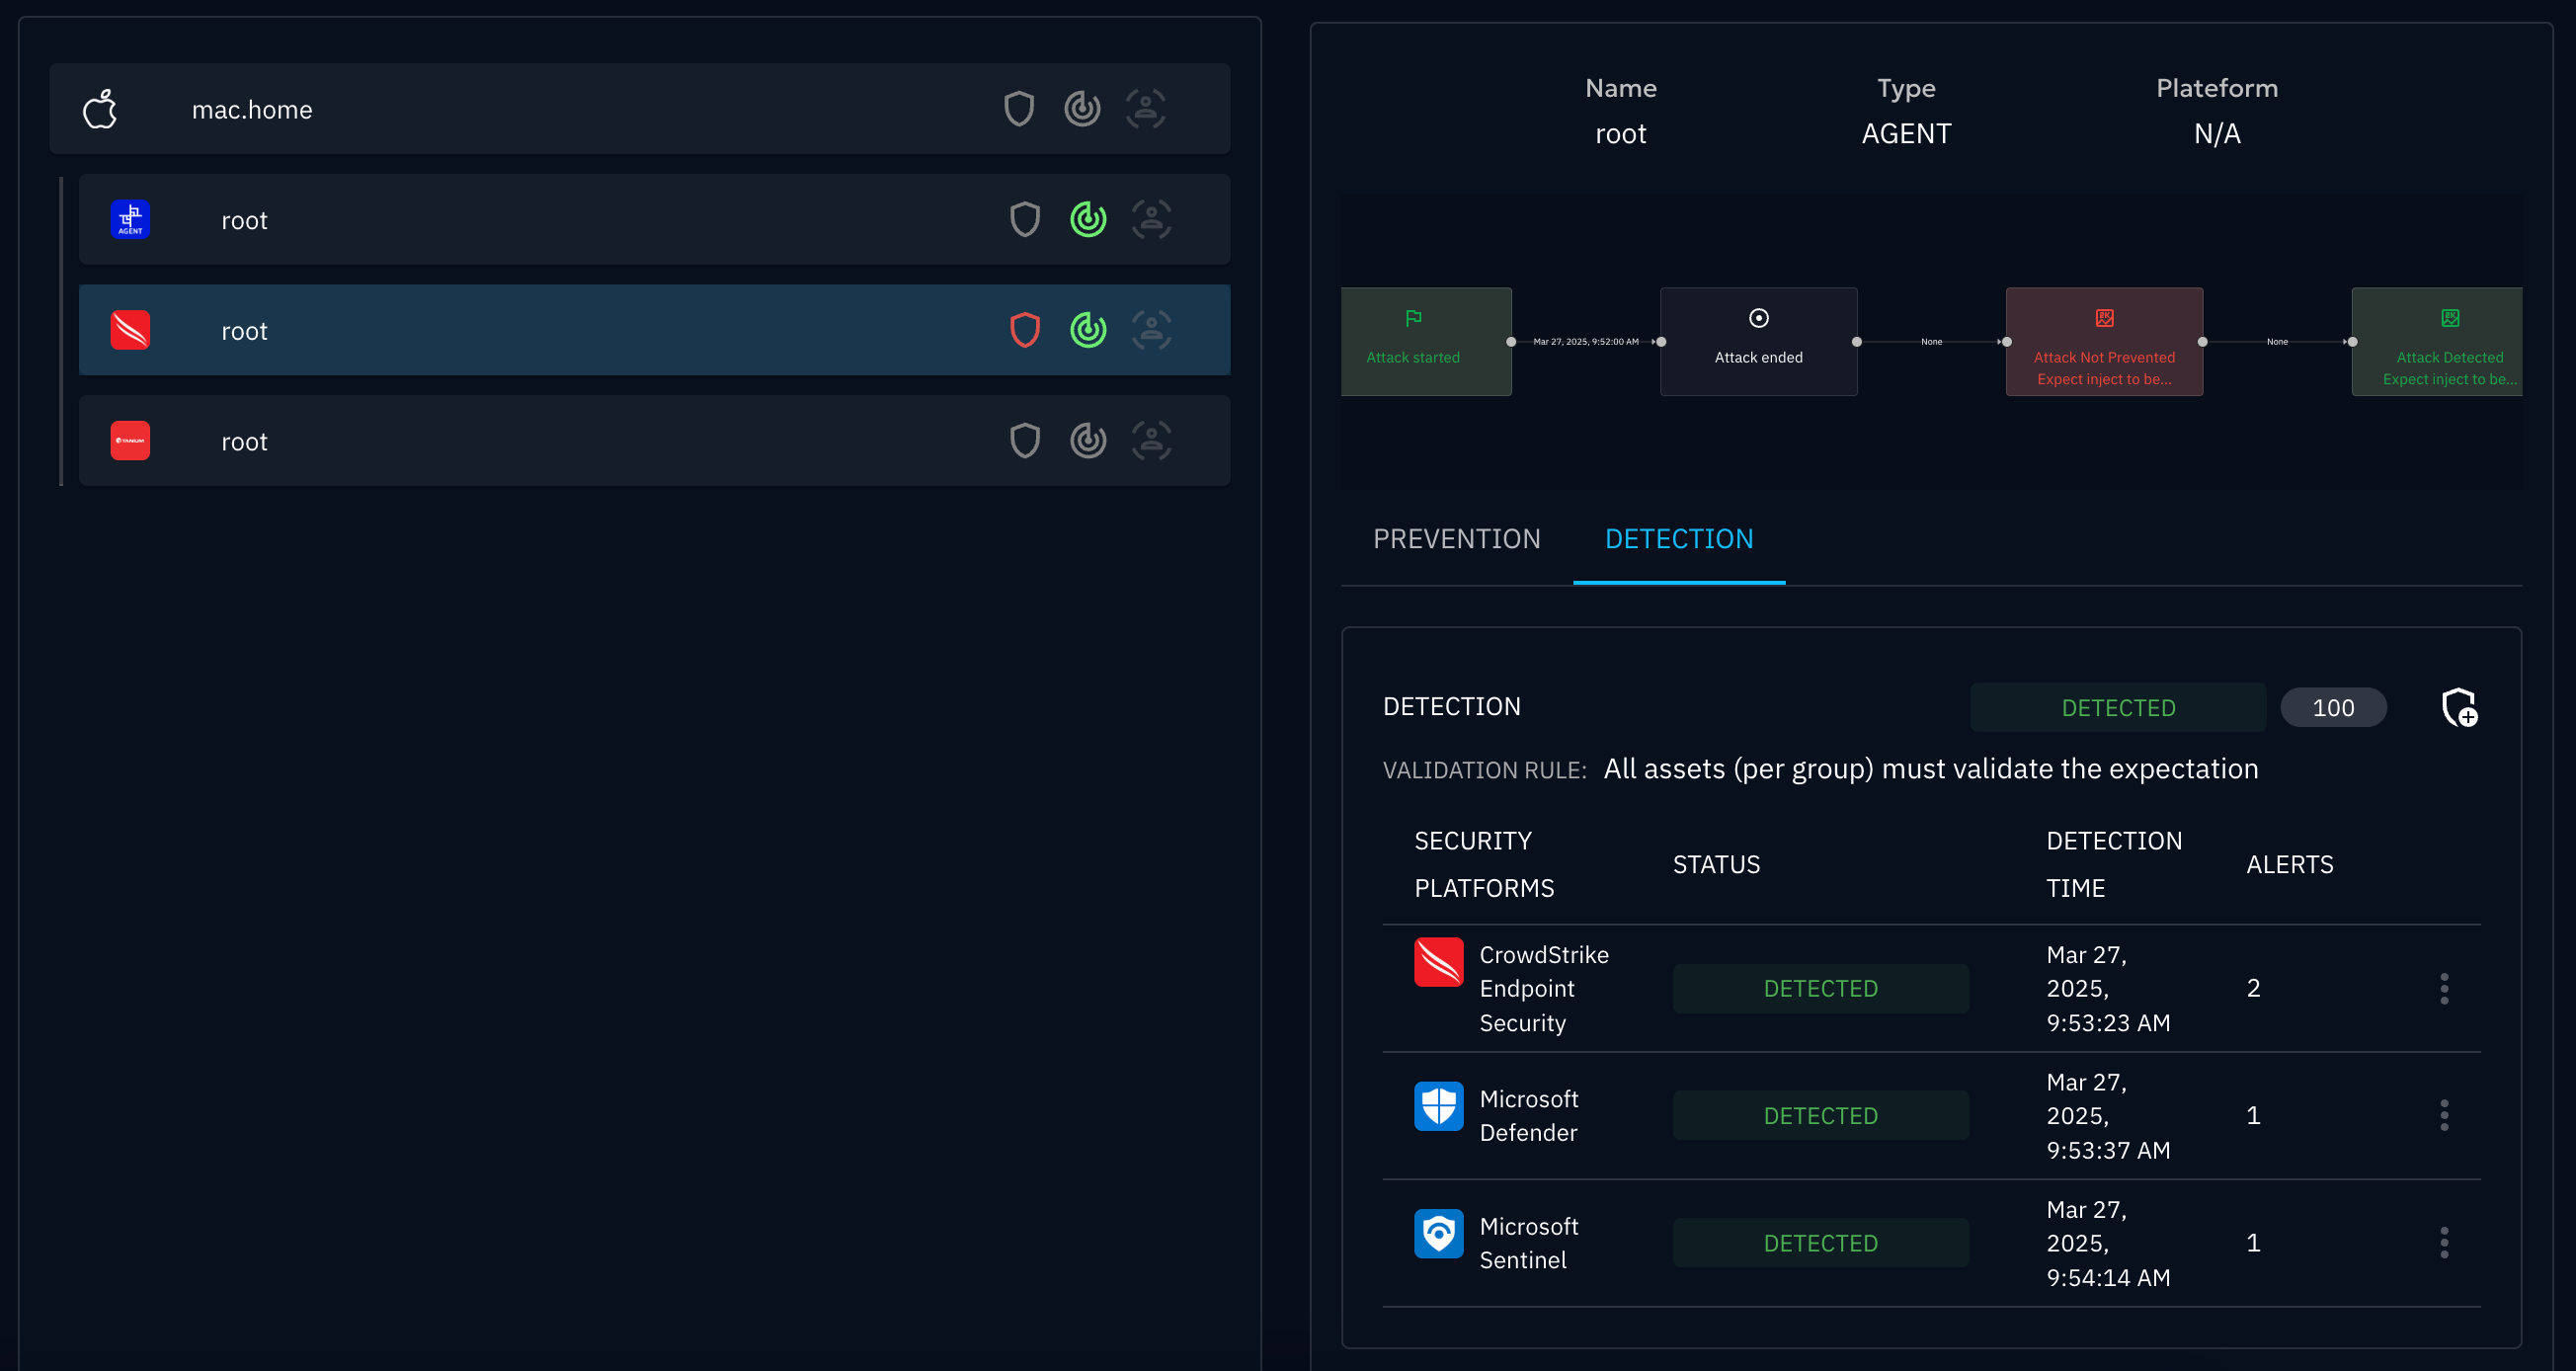 mac.home
AGENT
root
root
TANIUM
root
Name
Type
Plateform
root
AGENT
N/A
Attack started
Mar 27, 2025, 9:52:00 AM
Attack ended
None
Attack Not Prevented
Expect inject to be...
None
Attack Detected
Expect inject to be...
PREVENTION
DETECTION
DETECTION
DETECTED
100
VALIDATION RULE: All assets (per group) must validate the expectation
SECURITY
PLATFORMS
STATUS
DETECTION
TIME
ALERTS
CrowdStrike
Endpoint
Security
DETECTED
Mar 27,
2025,
9:53:23 AM
2
Microsoft
Defender
DETECTED
Mar 27,
2025,
9:53:37 AM
1
Microsoft
Sentinel
DETECTED
Mar 27,
2025,
9:54:14 AM
1